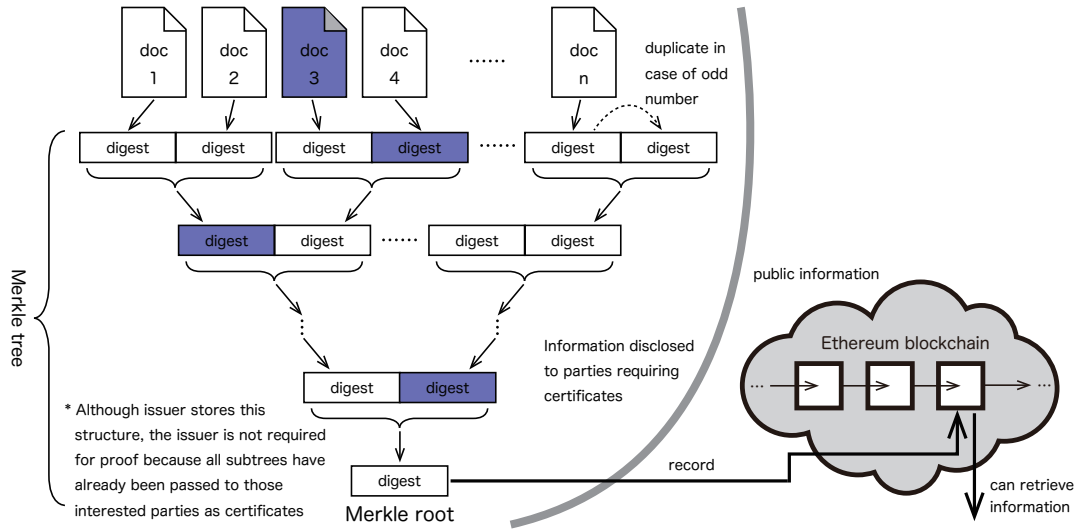 doc
1
doc
2
doc
3
doc
4
......
doc
n
duplicate in
case of odd
number
digest
digest
digest
digest
......
digest
digest
digest
digest
......
digest
digest
Merkle tree
public information
Ethereum blockchain
...
...
Information disclosed
to parties requiring
certificates
digest
digest
* Although issuer stores this
structure, the issuer is not required
for proof because all subtrees have
already been passed to those
interested parties as certificates
digest
Merkle root
record
can retrieve
information